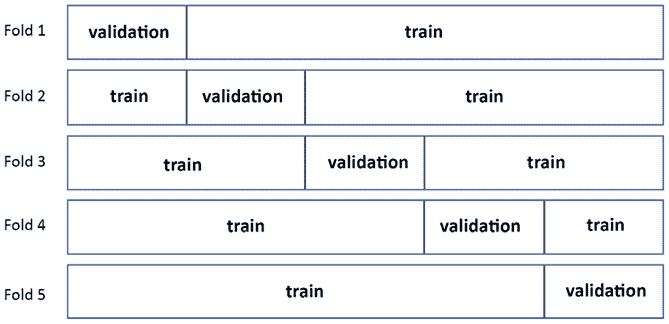 Fold 1 validation train
Fold 2 train validation train
Fold 3 train validation train
Fold 4 train validation train
Fold 5 train validation